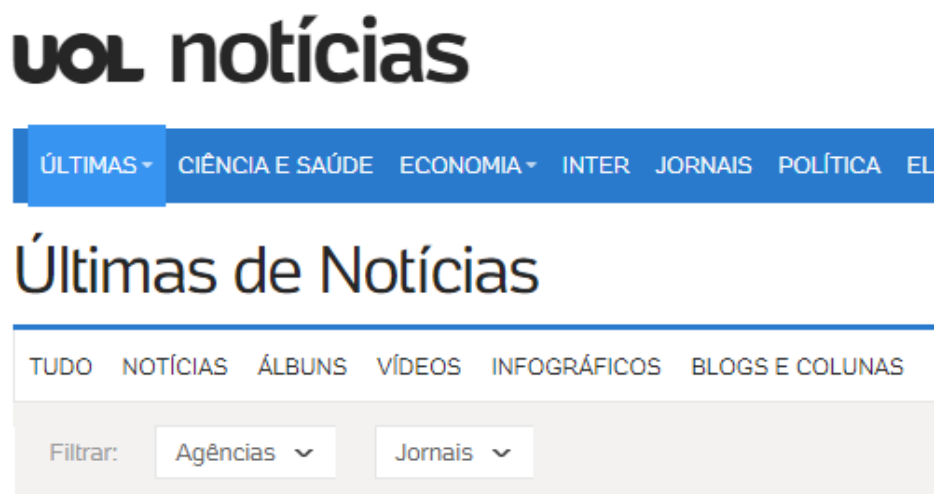 UOL notícias
ÚLTIMAS CIÊNCIA E SAÚDE ECONOMIA INTER JORNAIS POLÍTICA EL
Últimas de Notícias
TUDO NOTÍCIAS ÁLBUNS VÍDEOS INFOGRÁFICOS BLOGS E COLUNAS
Filtrar: Agências Jornais